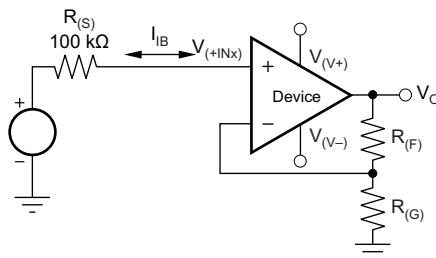 R(S)
100 kΩ
IIB
V(+INx)
V(V+)
+
+
Device
VO
−
−
V(V–)
R(F)
R(G)